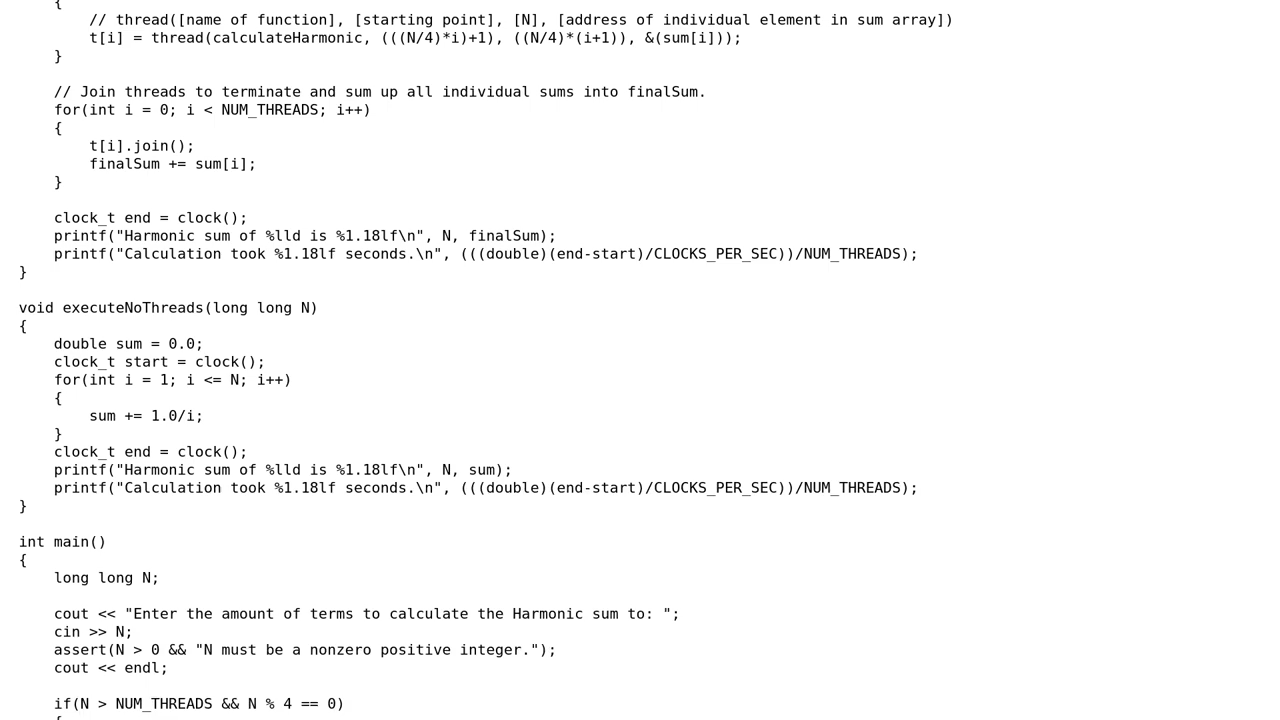 {
// thread([name of function], [starting point], [N], [address of individual element in sum array])
t[i] = thread(calculateHarmonic, (((N/4)*i)+1), ((N/4)*(i+1)), &(sum[i]));
}
// Join threads to terminate and sum up all individual sums into finalSum.
for(int i = 0; i < NUM_THREADS; i++)
{
t[i].join();
finalSum += sum[i];
}
clock_t end = clock();
printf("Harmonic sum of %lld is %1.18lf\n", N, finalSum);
printf("Calculation took %1.18lf seconds.\n", (((double)(end-start)/CLOCKS_PER_SEC))/NUM_THREADS);
}
void executeNoThreads(long long N)
{
double sum = 0.0;
clock_t start = clock();
for(int i = 1; i <= N; i++)
{
sum += 1.0/i;
}
clock_t end = clock();
printf("Harmonic sum of %lld is %1.18lf\n", N, sum);
printf("Calculation took %1.18lf seconds.\n", (((double)(end-start)/CLOCKS_PER_SEC))/NUM_THREADS);
}
int main()
{
long long N;
cout << "Enter the amount of terms to calculate the Harmonic sum to: ";
cin >> N;
assert(N > 0 && "N must be a nonzero positive integer.");
cout << endl;
if(N > NUM_THREADS && N % 4 == 0)
{